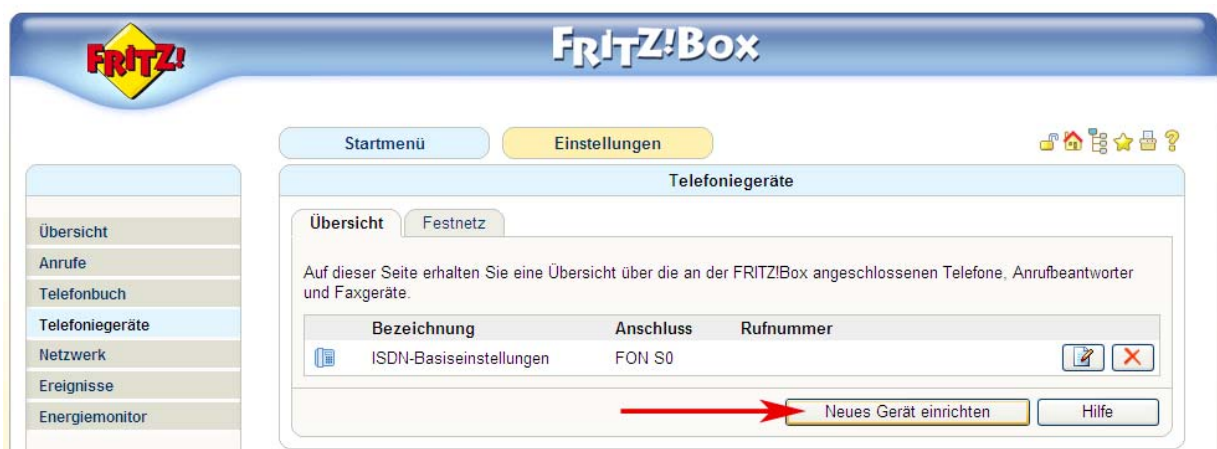 FRITZ!
FRITZ!Box
Startmenü
Einstellungen
Telefoniegeräte
Übersicht
Anrufe
Telefonbuch
Telefoniegeräte
Netzwerk
Ereignisse
Energiemonitor
Übersicht
Festnetz
Auf dieser Seite erhalten Sie eine Übersicht über die an der FRITZ!Box angeschlossenen Telefone, Anrufbeantworter
und Faxgeräte.
Bezeichnung Anschluss Rufnummer
ISDN-Basiseinstellungen FON S0
Neues Gerät einrichten
Hilfe